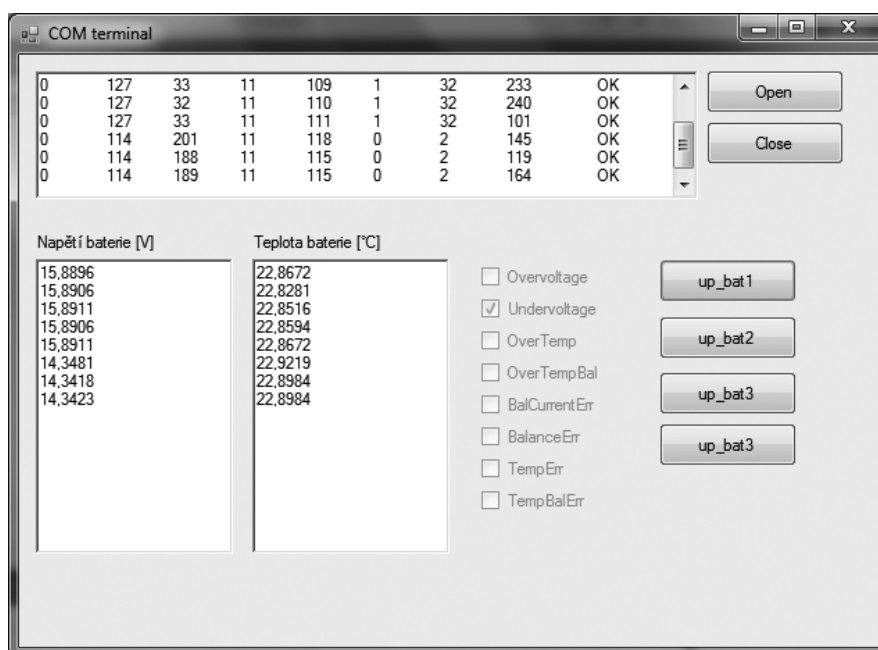 COM terminal
0 127 33 11 109 1 32 233 OK
0 127 32 11 110 1 32 240 OK
0 127 33 11 111 1 32 101 OK
0 114 201 11 118 0 2 145 OK
0 114 188 11 115 0 2 119 OK
0 114 189 11 115 0 2 164 OK
Open
Close
Napětí baterie [V]
15,8896
15,8906
15,8911
15,8906
15,8911
14,3481
14,3418
14,3423
Teplota baterie [°C]
22,8672
22,8281
22,8516
22,8594
22,8672
22,9219
22,8984
22,8984
Overvoltage
Undervoltage
OverTemp
OverTempBal
BalCurrentErr
BalanceErr
TempErr
TempBalErr
up_bat1
up_bat2
up_bat3
up_bat3